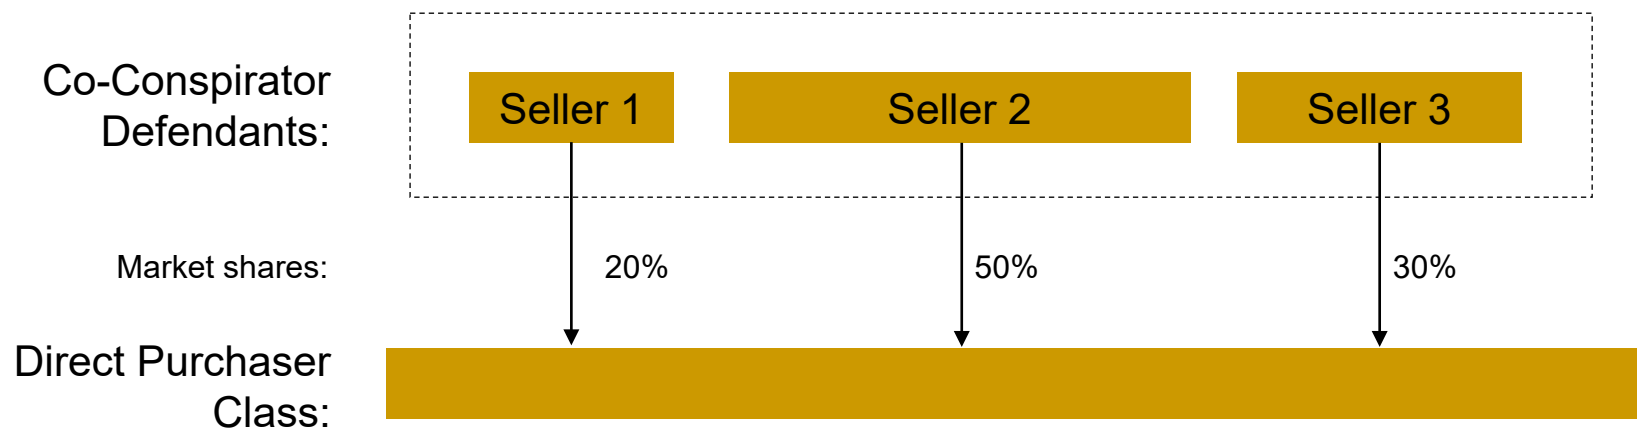 Co-Conspirator
Defendants:
Seller 1
Seller 2
Seller 3
Market shares:
20%
50%
30%
Direct Purchaser
Class: